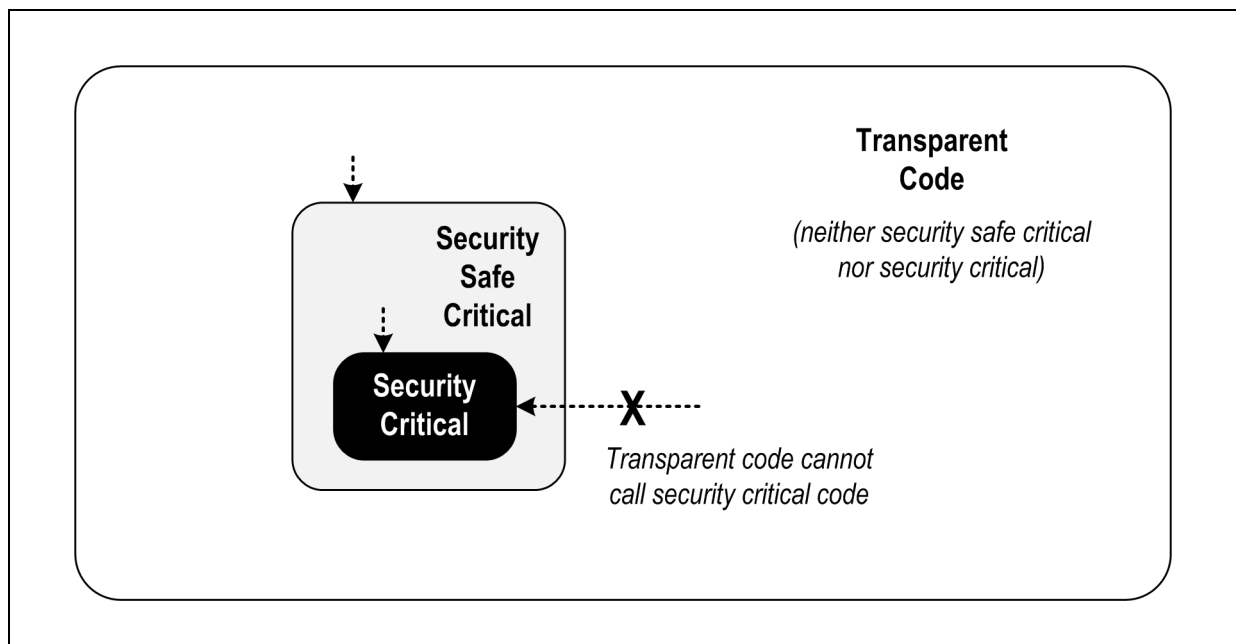 Transparent
Code
(neither security safe critical
nor security critical)
Security
Safe
Critical
Security
Critical
X
Transparent code cannot
call security critical code